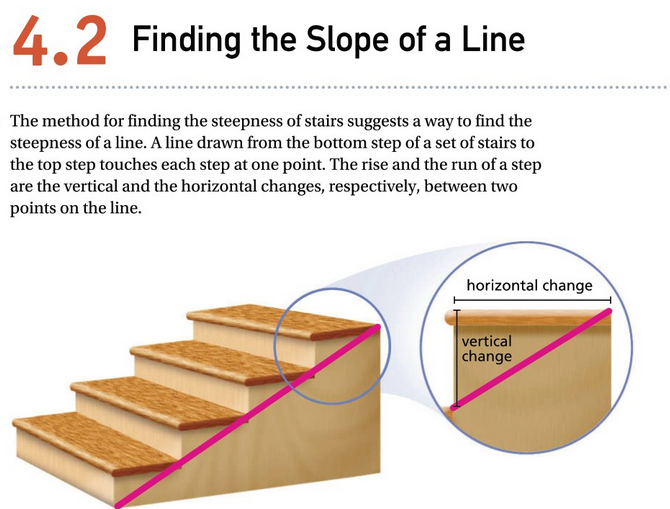 4.2 Finding the Slope of a Line
The method for finding the steepness of stairs suggests a way to find the
steepness of a line. A line drawn from the bottom step of a set of stairs to
the top step touches each step at one point. The rise and the run of a step
are the vertical and the horizontal changes, respectively, between two
points on the line.
horizontal change
vertical
change